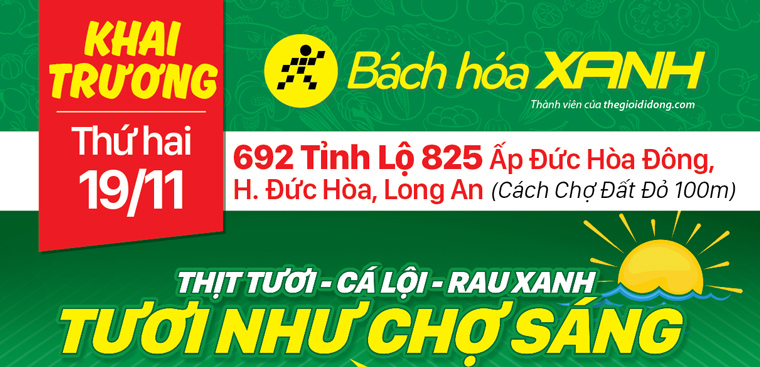 KHAI
TRƯƠNG
Thứ hai
19/11
Bách hóa XANH
Thành viên của thegioididong.com
692 Tỉnh Lộ 825 Ấp Đức Hòa Đông,
H. Đức Hòa, Long An (Cách Chợ Đất Đỏ 100m)
THỊT TƯƠI - CÁ LỘI - RAU XANH
TƯƠI NHƯ CHỢ SÁNG